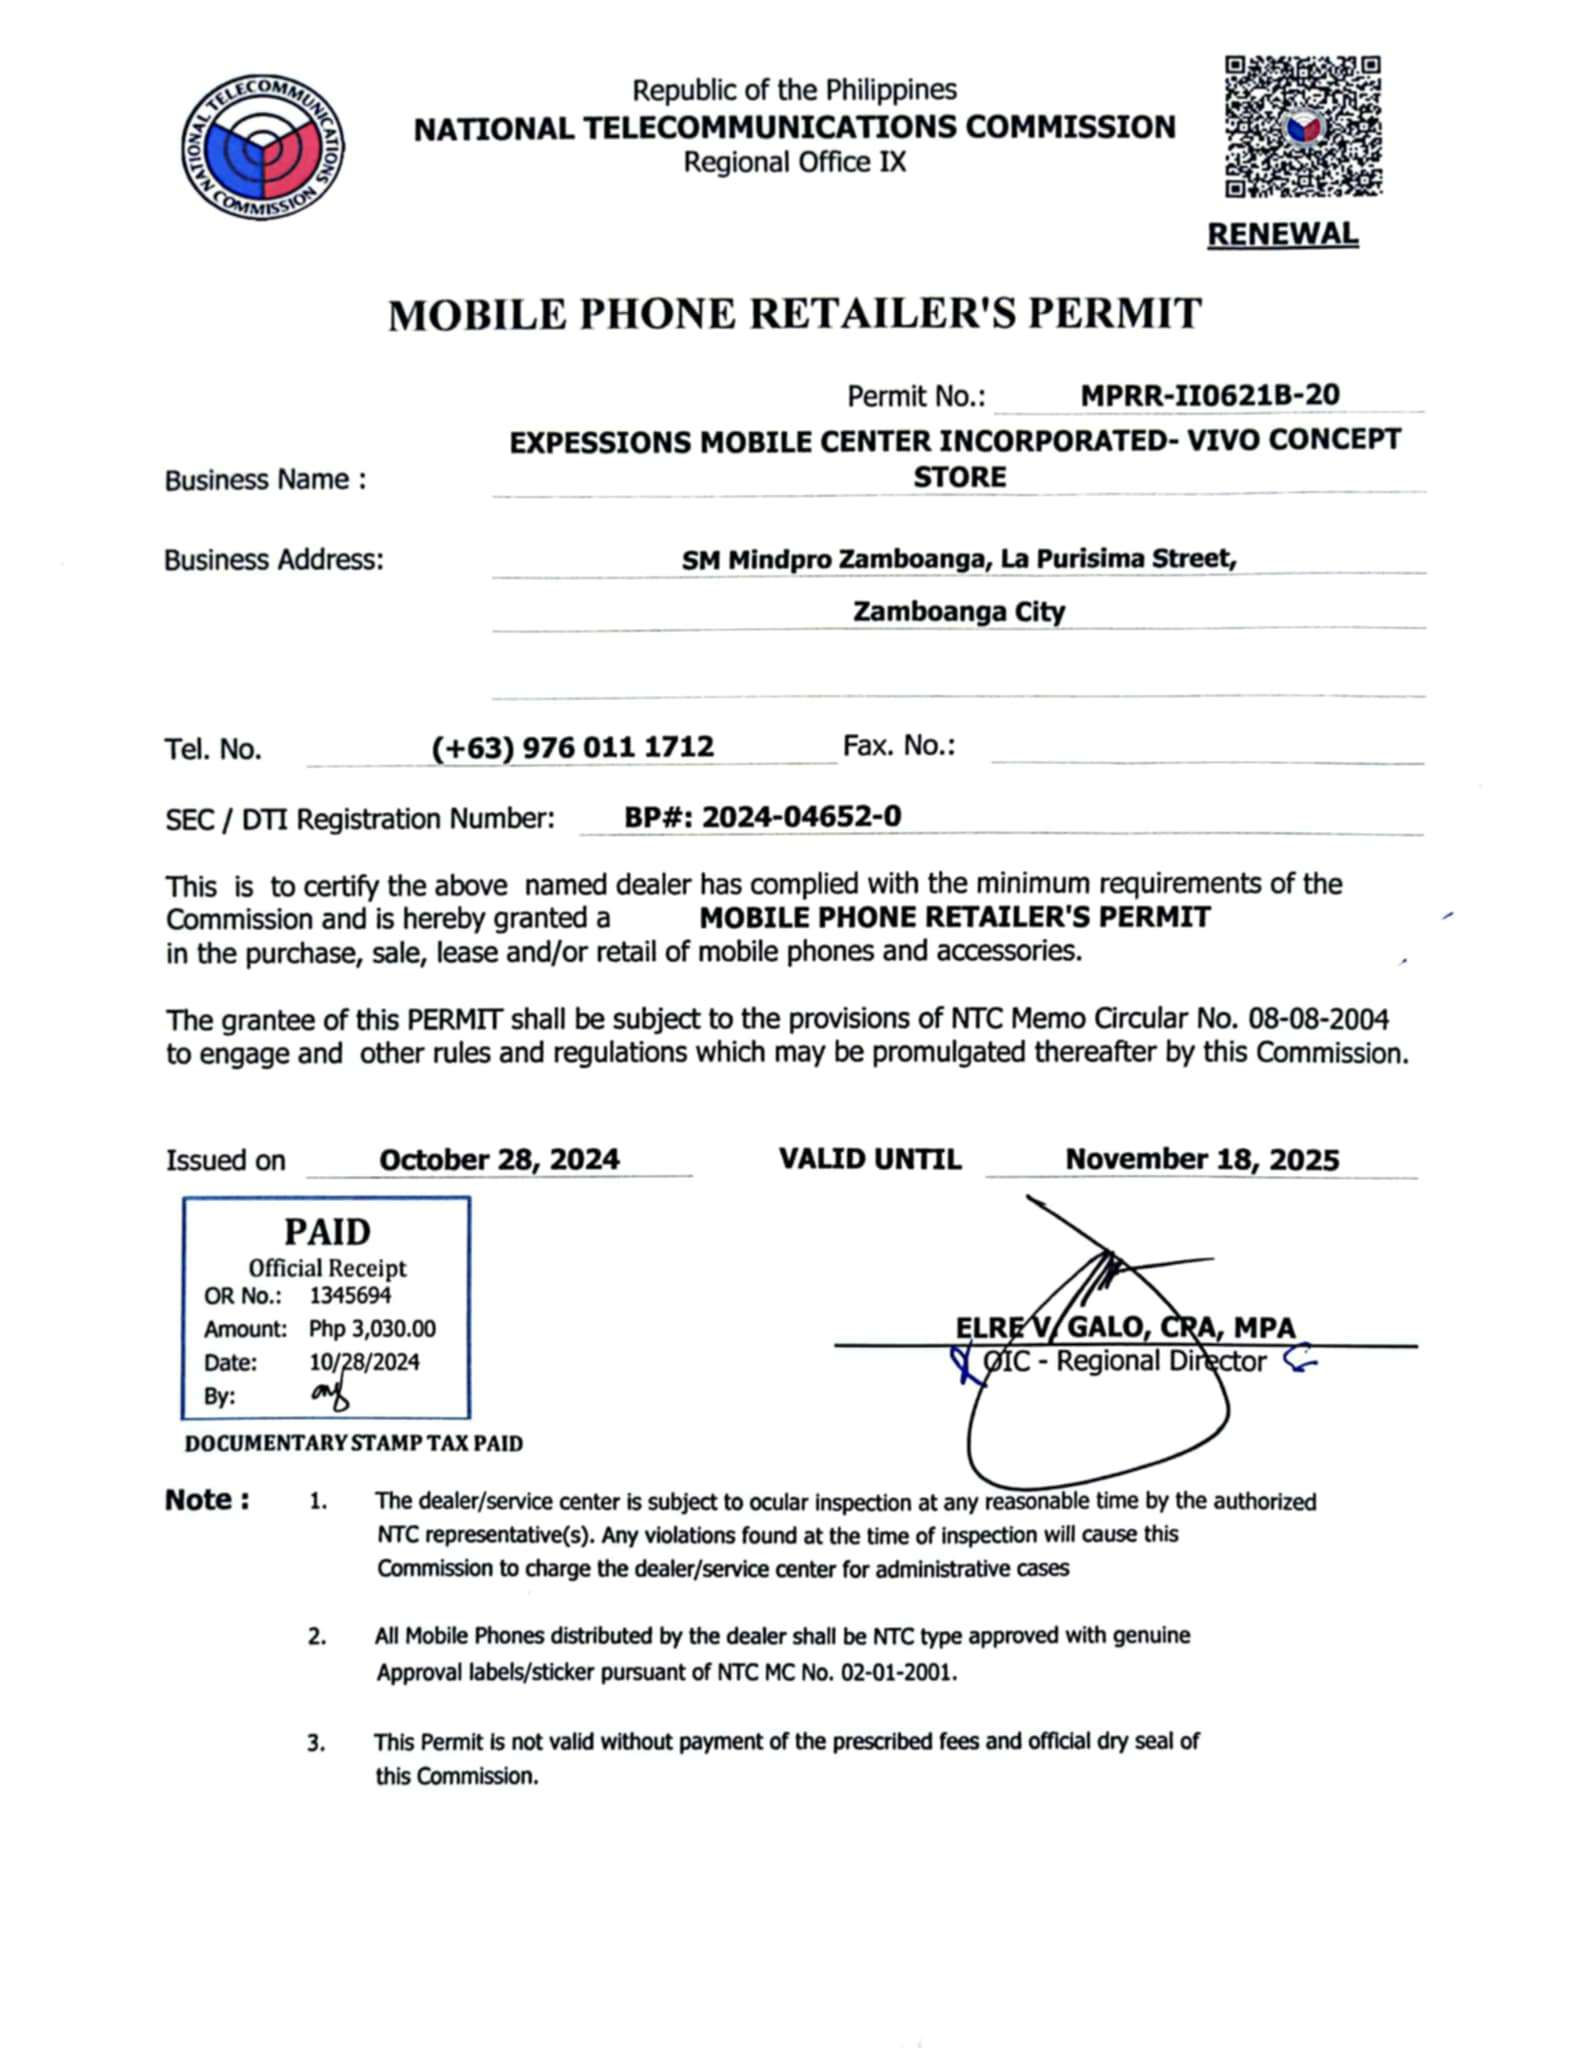 NATIONAL TELECOMMUNICATIONS COMMISSION
Republic of the Philippines
NATIONAL TELECOMMUNICATIONS COMMISSION
Regional Office IX
RENEWAL
MOBILE PHONE RETAILER'S PERMIT
Permit No.: MPRR-II0621B-20
EXPESSIONS MOBILE CENTER INCORPORATED- VIVO CONCEPT
Business Name : STORE
Business Address: SM Mindpro Zamboanga, La Purisima Street,
Zamboanga City
Tel. No. (+63) 976 011 1712 Fax. No.:
SEC / DTI Registration Number: BP#: 2024-04652-0
This is to certify the above named dealer has complied with the minimum requirements of the
Commission and is hereby granted a MOBILE PHONE RETAILER'S PERMIT
in the purchase, sale, lease and/or retail of mobile phones and accessories.
The grantee of this PERMIT shall be subject to the provisions of NTC Memo Circular No. 08-08-2004
to engage and other rules and regulations which may be promulgated thereafter by this Commission.
Issued on October 28, 2024 VALID UNTIL November 18, 2025
PAID
Official Receipt
OR No.: 1345694
Amount: Php 3,030.00
Date: 10/28/2024
By:
DOCUMENTARY STAMP TAX PAID
ELRE V. GALO, CPA, MPA
OIC - Regional Director
Note : 1. The dealer/service center is subject to ocular inspection at any reasonable time by the authorized
NTC representative(s). Any violations found at the time of inspection will cause this
Commission to charge the dealer/service center for administrative cases
2. All Mobile Phones distributed by the dealer shall be NTC type approved with genuine
Approval labels/sticker pursuant of NTC MC No. 02-01-2001.
3. This Permit is not valid without payment of the prescribed fees and official dry seal of
this Commission.